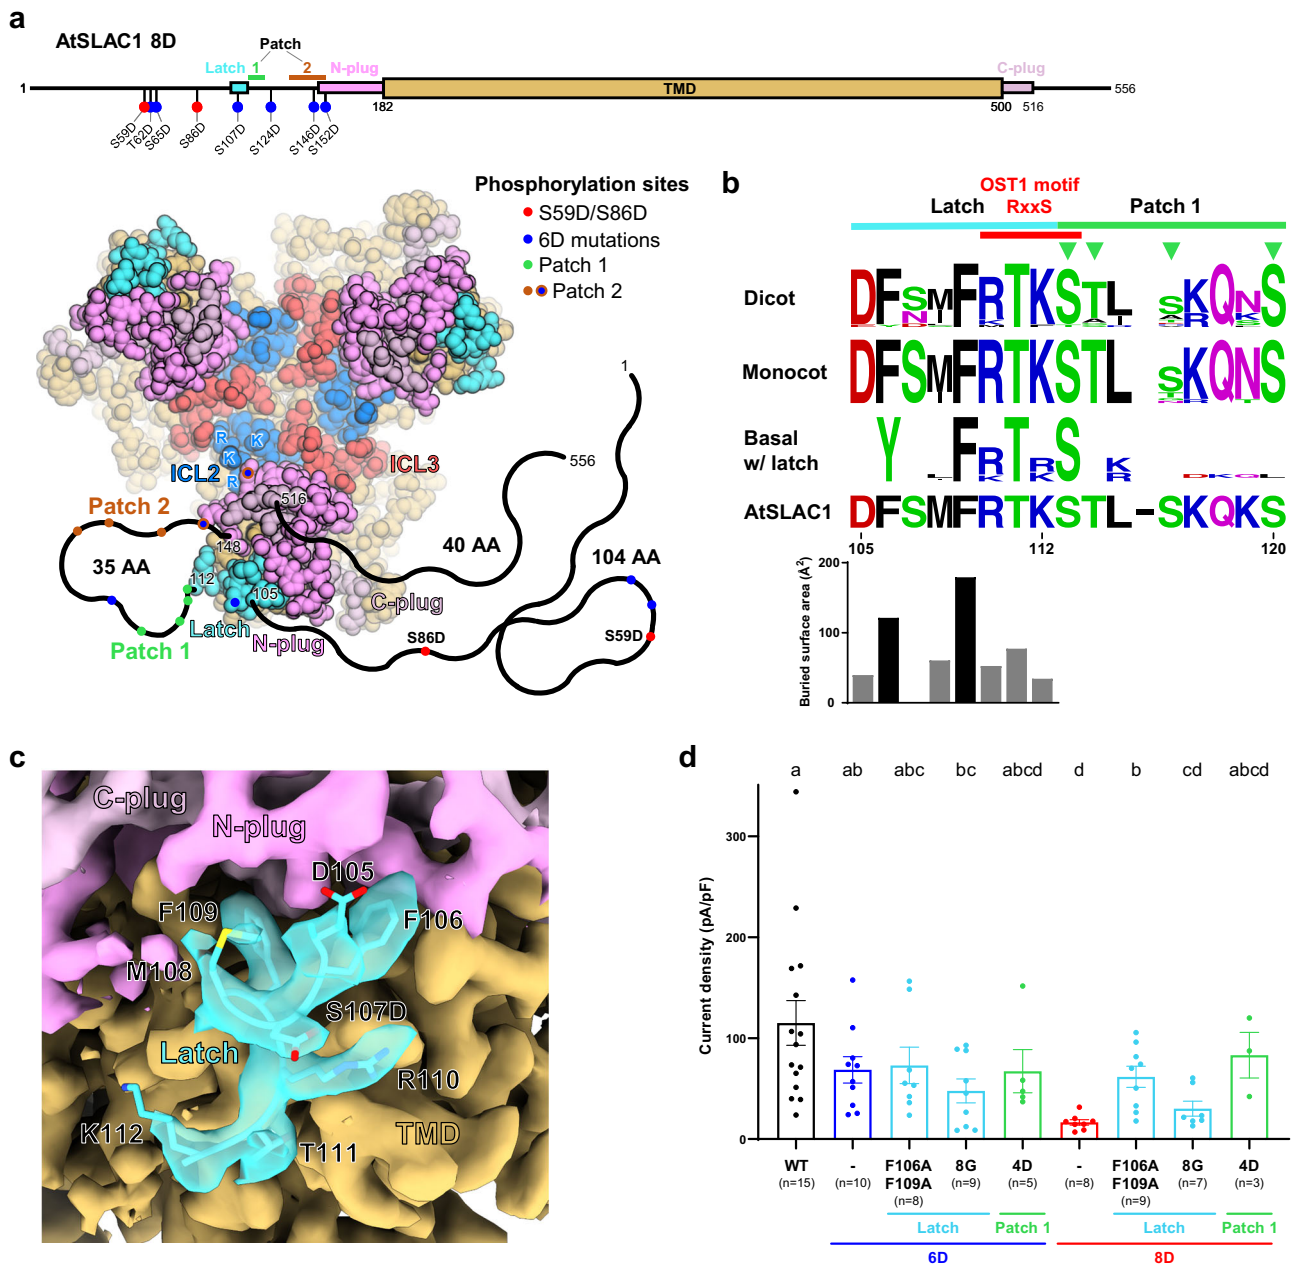 a
AtSLAC1 8D
Patch
Latch 1 2 N-plug C-plug
1 TMD 556
182 500 516
S59D T62D S65D S86D S107D S124D S146D S152D
Phosphorylation sites
S59D/S86D
6D mutations
Patch 1
Patch 2
R K
K
R
ICL2
ICL3
1
556
516
Patch 2
148
35 AA
40 AA
104 AA
112
105
C-plug
Latch
N-plug
S86D
S59D
Patch 1
b
OST1 motif
Latch RxxS Patch 1
Dicot
Monocot
Basal
w/ latch
AtSLAC1 DFSMFRTKSTL-SKQKS
105 112 120
Buried surface area (Å²)
200
100
0
c
C-plug
N-plug
D105
F109
F106
M108
S107D
Latch
R110
K112
T111
TMD
d
a ab abc bc abcd d b cd abcd
Current density (pA/pF)
300
200
100
0
WT - F106A 8G 4D - F106A 8G 4D
(n=15) (n=10) F109A (n=9) (n=5) (n=8) F109A (n=7) (n=3)
(n=8) (n=9)
Latch Patch 1 Latch Patch 1
6D 8D